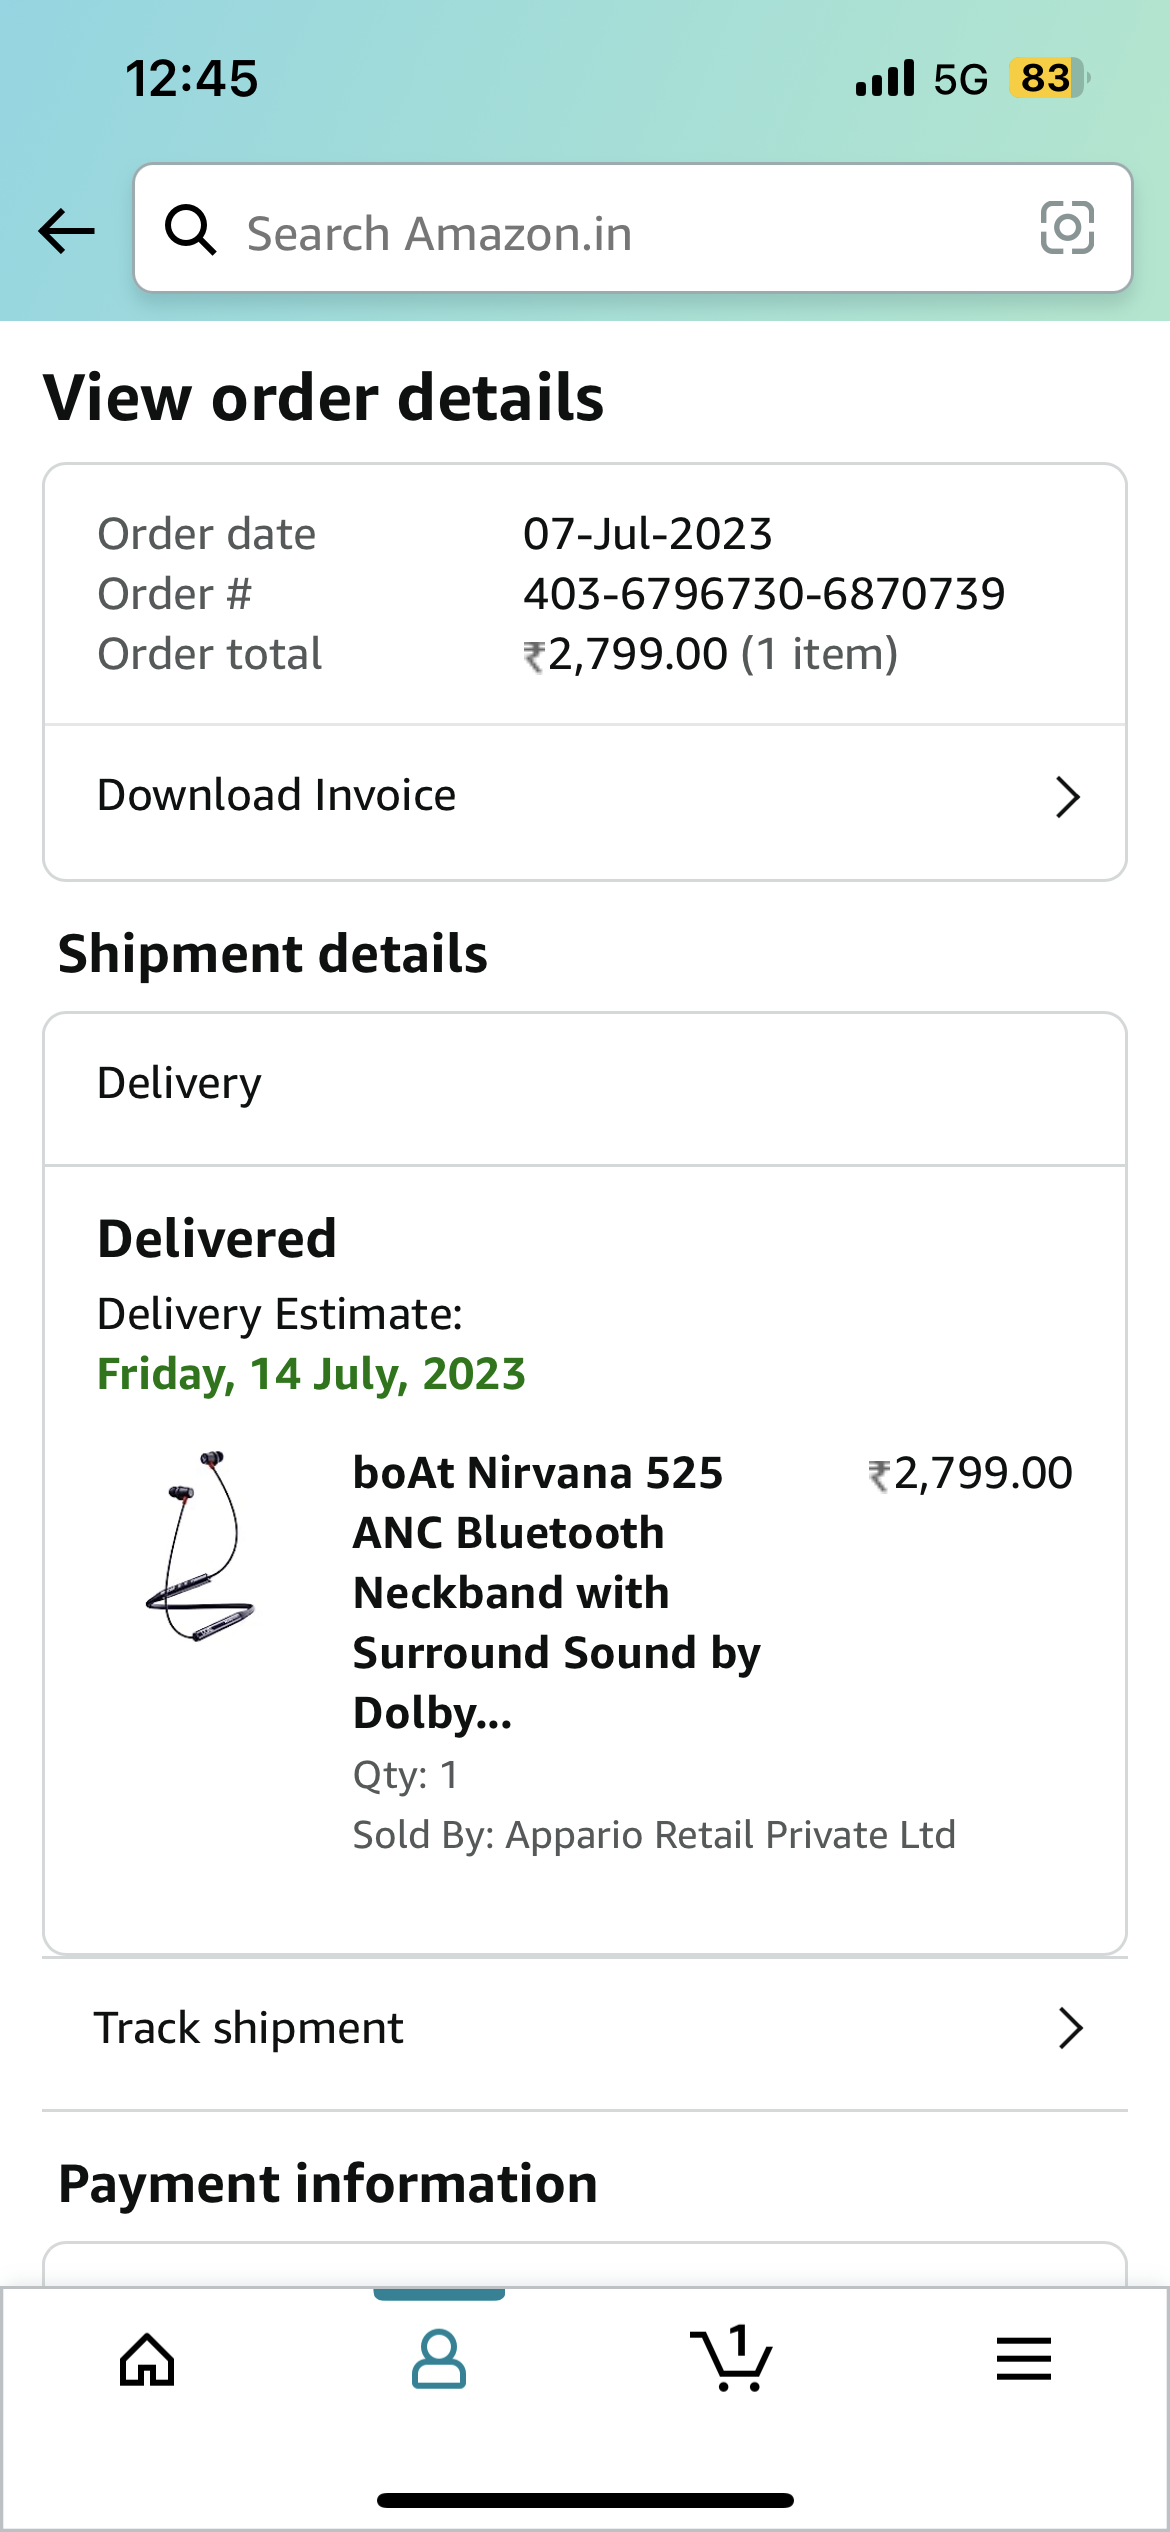 12:45
5G 83
Search Amazon.in
View order details
Order date 07-Jul-2023
Order # 403-6796730-6870739
Order total ₹2,799.00 (1 item)
Download Invoice
Shipment details
Delivery
Delivered
Delivery Estimate:
Friday, 14 July, 2023
boAt Nirvana 525 ₹2,799.00
ANC Bluetooth
Neckband with
Surround Sound by
Dolby...
Qty: 1
Sold By: Appario Retail Private Ltd
Track shipment
Payment information
1